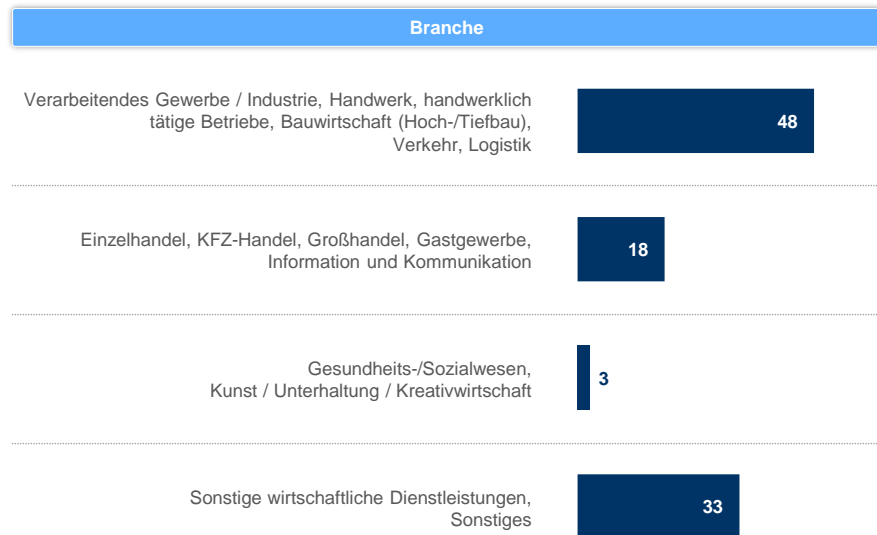 Branche
Verarbeitendes Gewerbe / Industrie, Handwerk, handwerklich
tätige Betriebe, Bauwirtschaft (Hoch-/Tiefbau),
Verkehr, Logistik
48
Einzelhandel, KFZ-Handel, Großhandel, Gastgewerbe,
Information und Kommunikation
18
Gesundheits-/Sozialwesen,
Kunst / Unterhaltung / Kreativwirtschaft
3
Sonstige wirtschaftliche Dienstleistungen,
Sonstiges
33